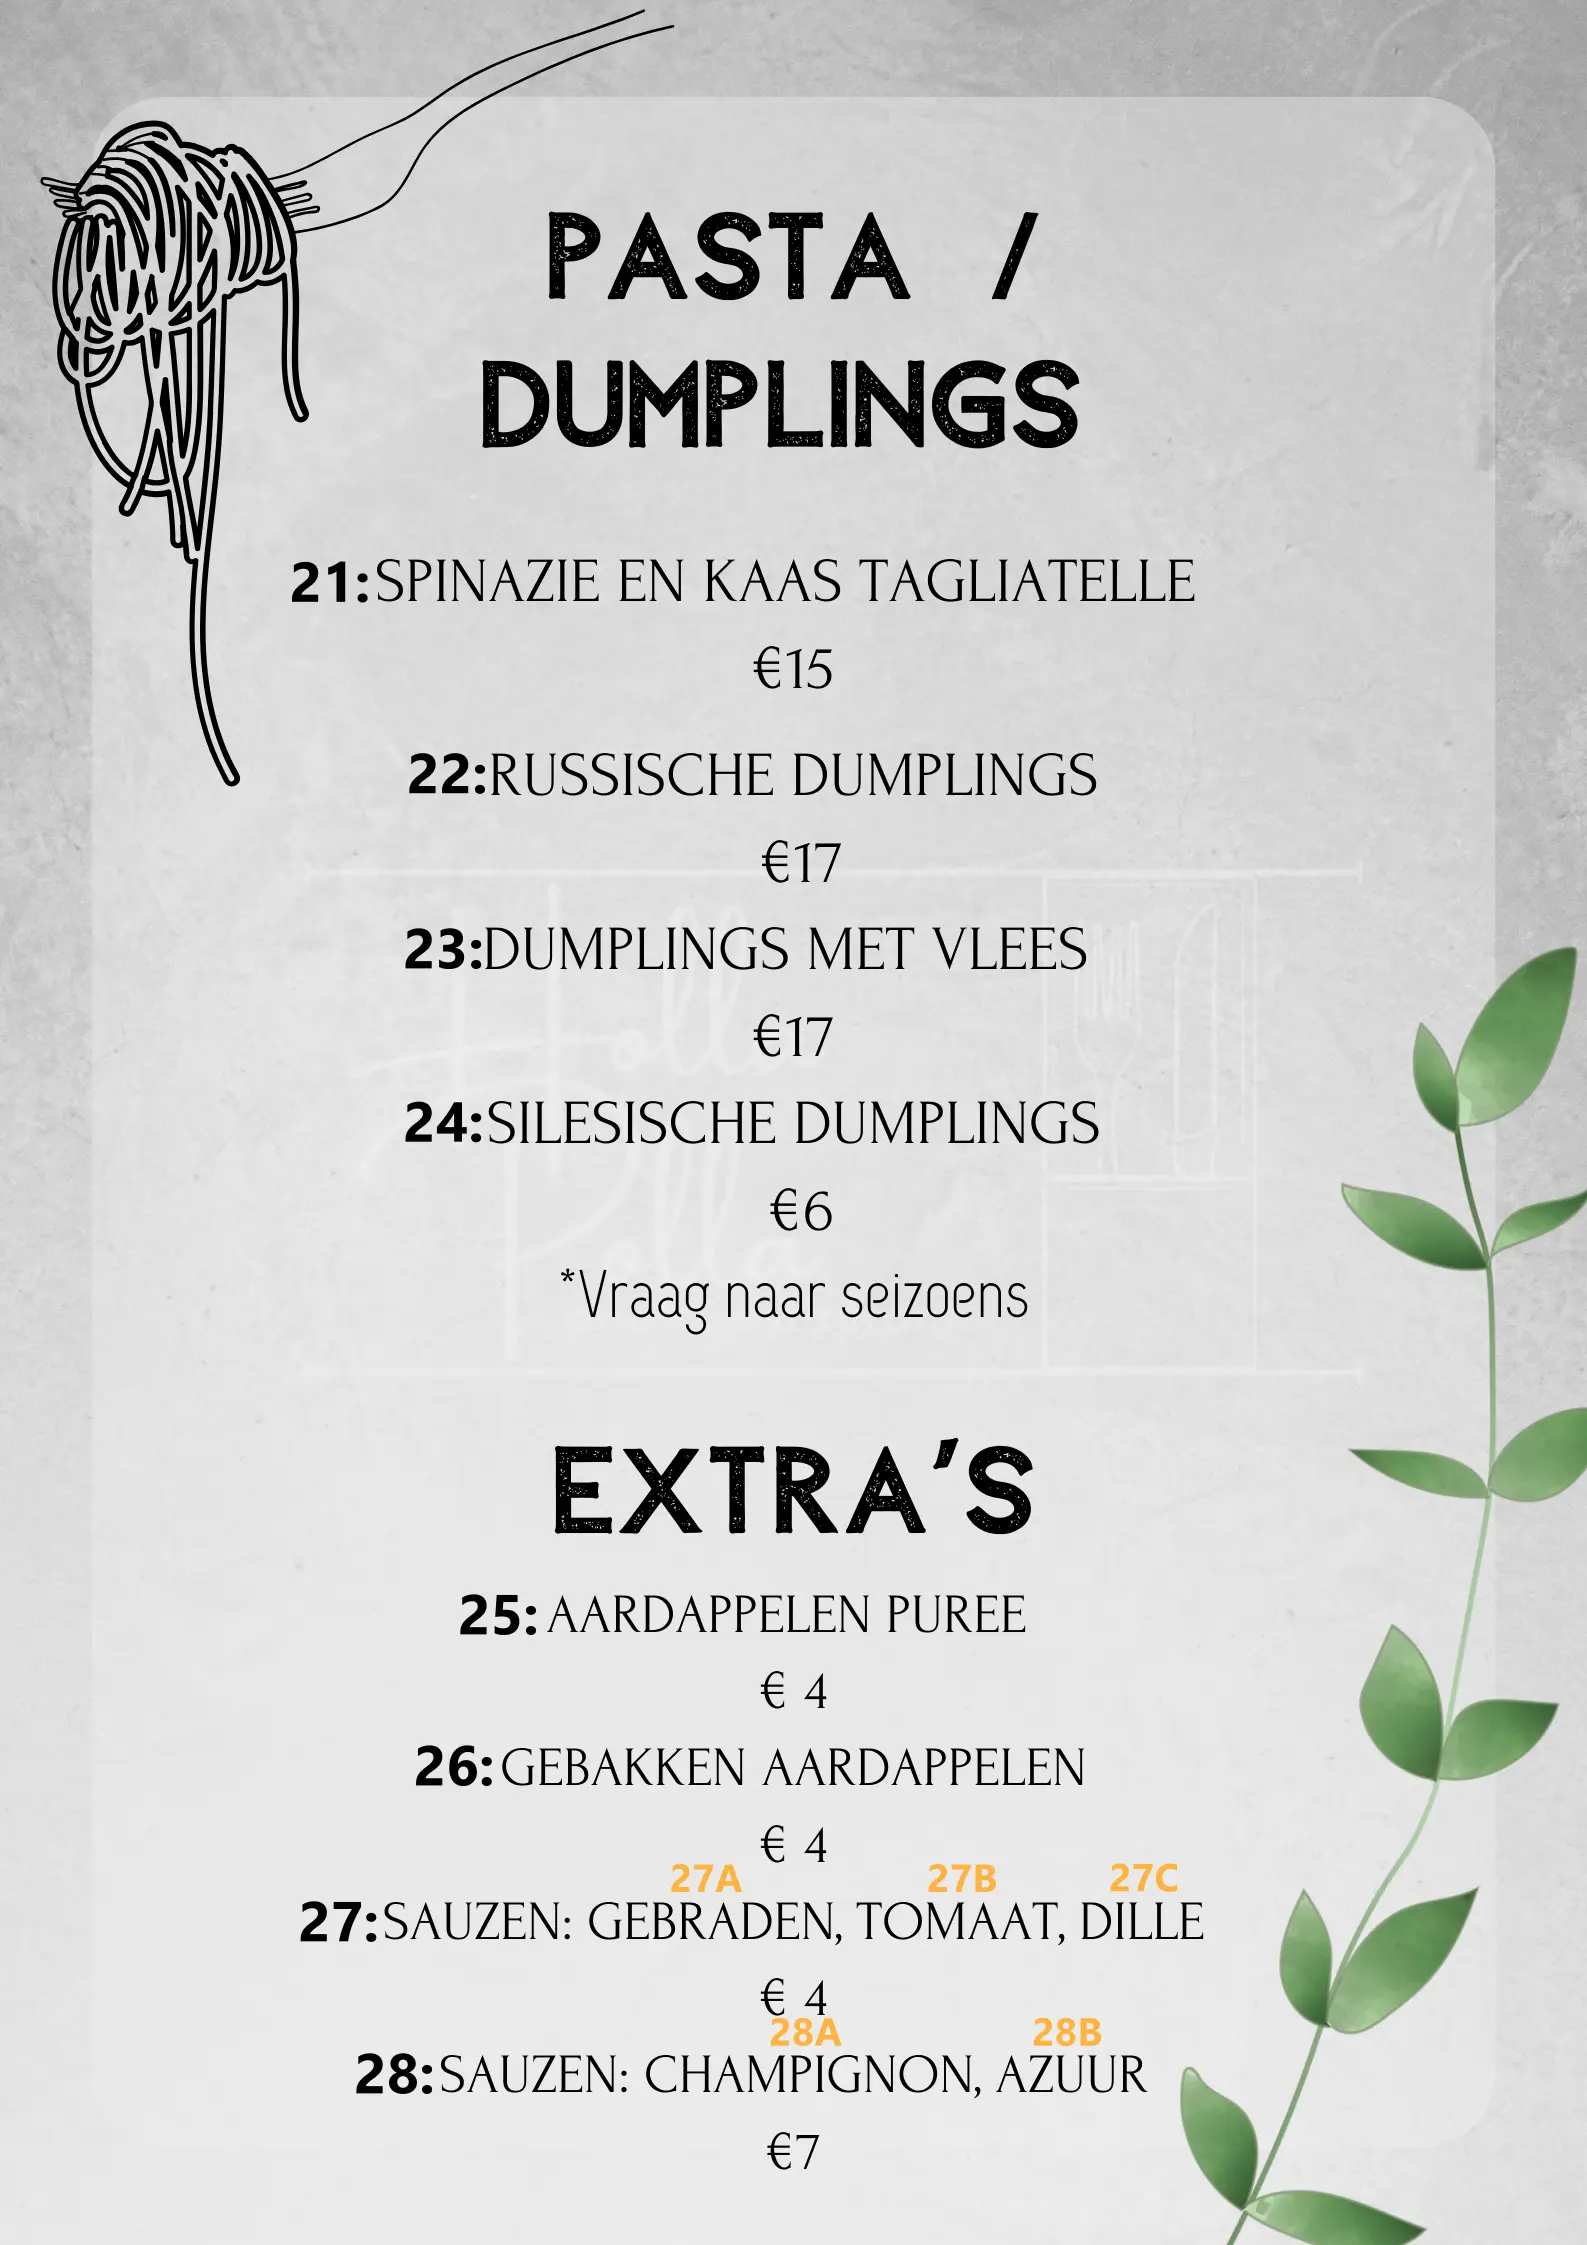 PASTA /
DUMPLINGS
21:SPINAZIE EN KAAS TAGLIATELLE
€15
22:RUSSISCHE DUMPLINGS
€17
23:DUMPLINGS MET VLEES
€17
24:SILESISCHE DUMPLINGS
€6
*Vraag naar seizoens
EXTRA'S
25: AARDAPPELEN PUREE
€ 4
26: GEBAKKEN AARDAPPELEN
€ 4
27A 27B 27C
27: SAUZEN: GEBRADEN, TOMAAT, DILLE
€ 4
28A 28B
28: SAUZEN: CHAMPIGNON, AZUUR
€7